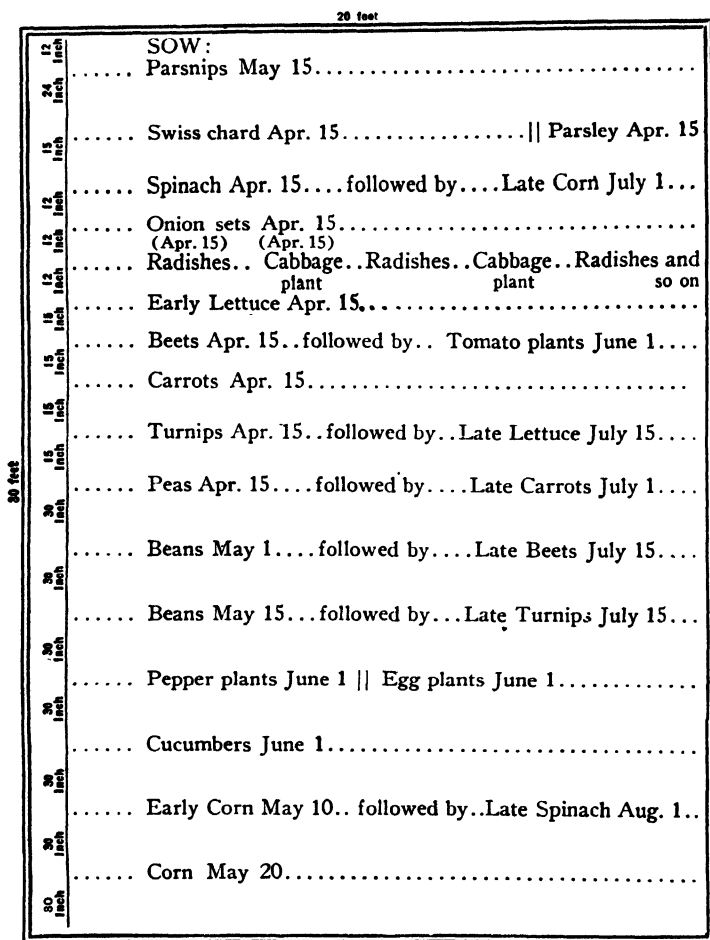 20 feet
12 Inch
SOW:
...... Parsnips May 15...............................
24 Inch
...... Swiss chard Apr. 15..................|| Parsley Apr. 15
15 Inch
...... Spinach Apr. 15....followed by....Late Corn July 1...
12 Inch
...... Onion sets Apr. 15...............................
12 Inch
(Apr. 15) (Apr. 15)
...... Radishes.. Cabbage..Radishes..Cabbage..Radishes and
plant plant so on
12 Inch
...... Early Lettuce Apr. 15...............................
15 Inch
...... Beets Apr. 15..followed by.. Tomato plants June 1....
15 Inch
...... Carrots Apr. 15...............................
15 Inch
...... Turnips Apr. 15..followed by..Late Lettuce July 15....
15 Inch
30 feet
...... Peas Apr. 15....followed by....Late Carrots July 1....
30 Inch
...... Beans May 1....followed by....Late Beets July 15....
30 Inch
...... Beans May 15...followed by...Late Turnips July 15...
30 Inch
...... Pepper plants June 1 || Egg plants June 1.............
30 Inch
...... Cucumbers June 1...............................
30 Inch
...... Early Corn May 10.. followed by..Late Spinach Aug. 1..
30 Inch
...... Corn May 20...............................
30 Inch